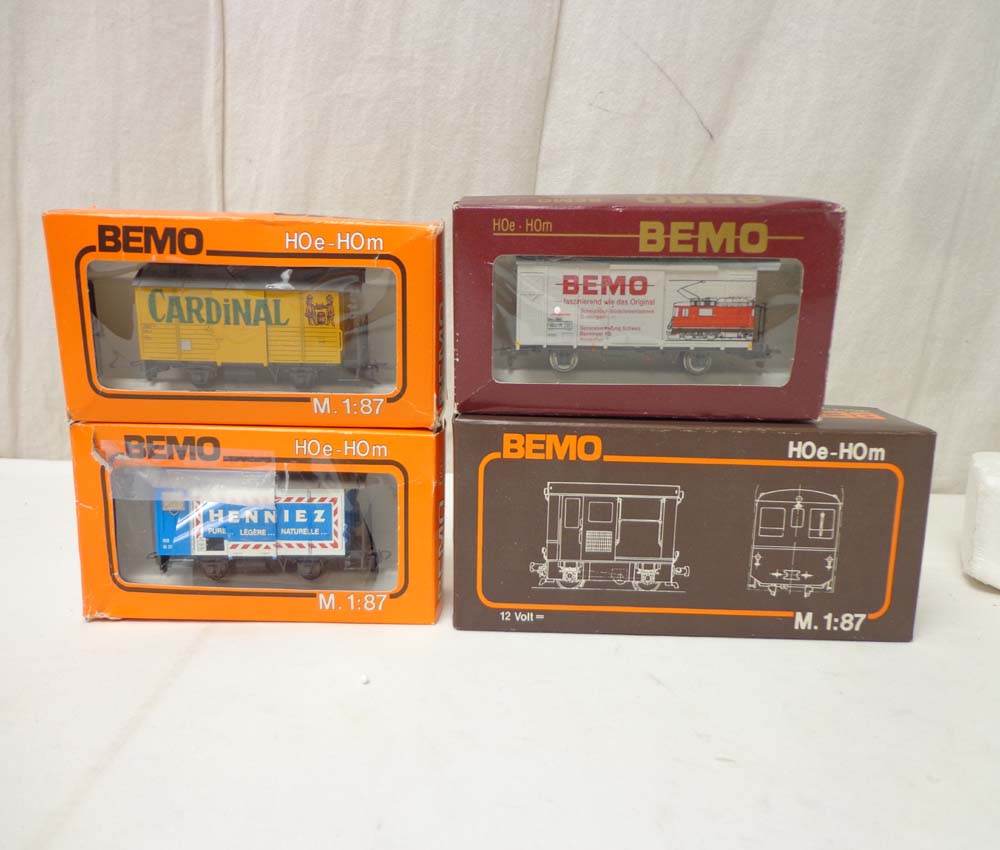 BEMO
HOe-HOm
CARDINAL
M. 1:87
HOe - HOm
BEMO
BEMO
faszinierend wie das Original
BEMO
HOe-HOm
HENNIEZ
PURE... LÉGÈRE... NATURELLE...
M. 1:87
BEMO
HOe-HOm
12 Volt =
M. 1:87